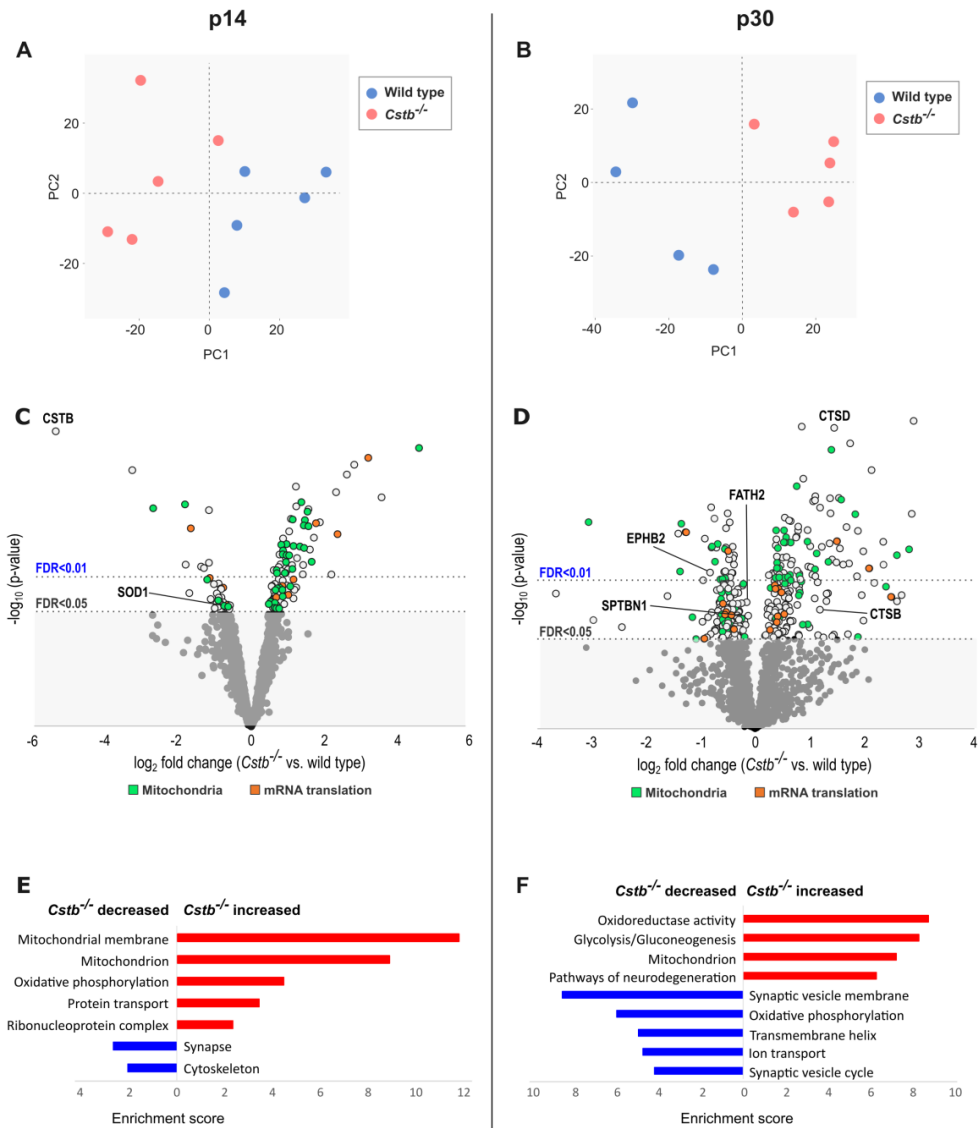 p14
p30
A
Wild type
Cstb-/-
20
0
-20
PC2
-20
0
20
PC1
B
Wild type
Cstb-/-
20
0
-20
PC2
-40
-20
0
20
PC1
C
CSTB
FDR<0.01
SOD1
FDR<0.05
-log10 (p-value)
-6
-4
-2
0
2
4
6
log2 fold change (Cstb-/- vs. wild type)
Mitochondria
mRNA translation
D
CTSD
FATH2
EPHB2
FDR<0.01
SPTBN1
CTSB
FDR<0.05
-log10 (p-value)
-4
-3
-2
-1
0
1
2
3
4
log2 fold change (Cstb-/- vs. wild type)
Mitochondria
mRNA translation
E
Cstb-/- decreased
Cstb-/- increased
Mitochondrial membrane
Mitochondrion
Oxidative phosphorylation
Protein transport
Ribonucleoprotein complex
Synapse
Cytoskeleton
4
2
0
2
4
6
8
10
12
Enrichment score
F
Cstb-/- decreased
Cstb-/- increased
Oxidoreductase activity
Glycolysis/Gluconeogenesis
Mitochondrion
Pathways of neurodegeneration
Synaptic vesicle membrane
Oxidative phosphorylation
Transmembrane helix
Ion transport
Synaptic vesicle cycle
10
8
6
4
2
0
2
4
6
8
10
Enrichment score